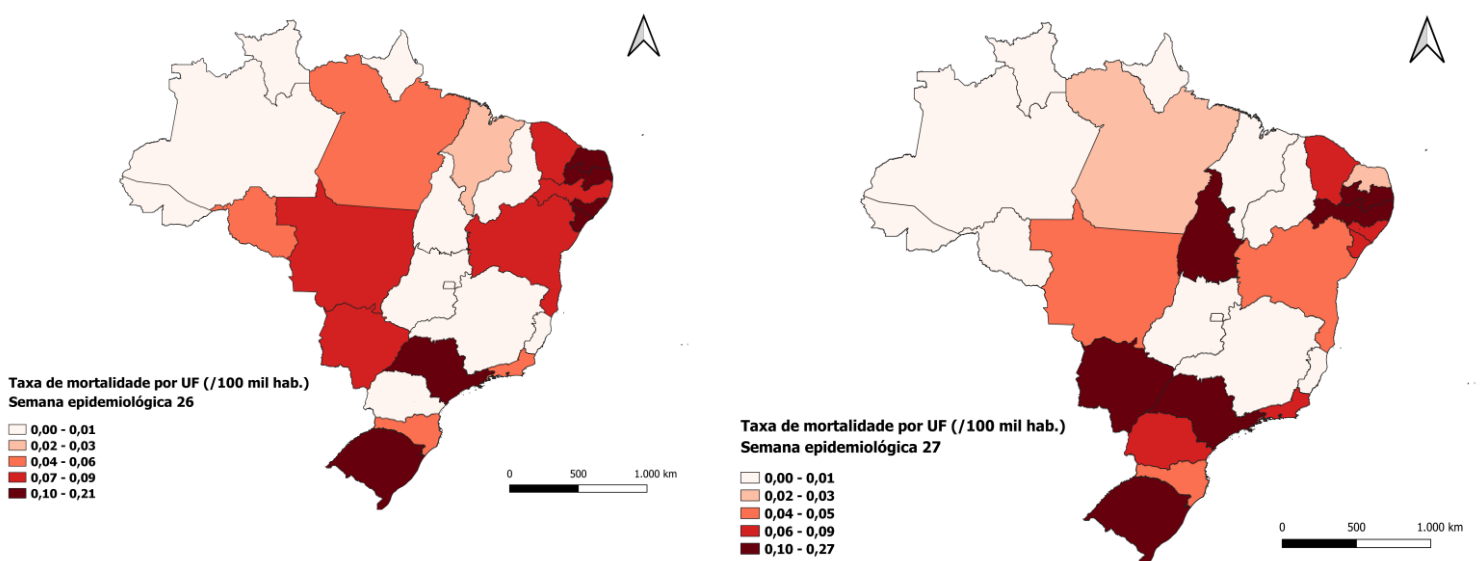 Taxa de mortalidade por UF (/100 mil hab.)
Semana epidemiológica 26
0,00 - 0,01
0,02 - 0,03
0,04 - 0,06
0,07 - 0,09
0,10 - 0,21
0 500 1.000 km
Taxa de mortalidade por UF (/100 mil hab.)
Semana epidemiológica 27
0,00 - 0,01
0,02 - 0,03
0,04 - 0,05
0,06 - 0,09
0,10 - 0,27
0 500 1.000 km